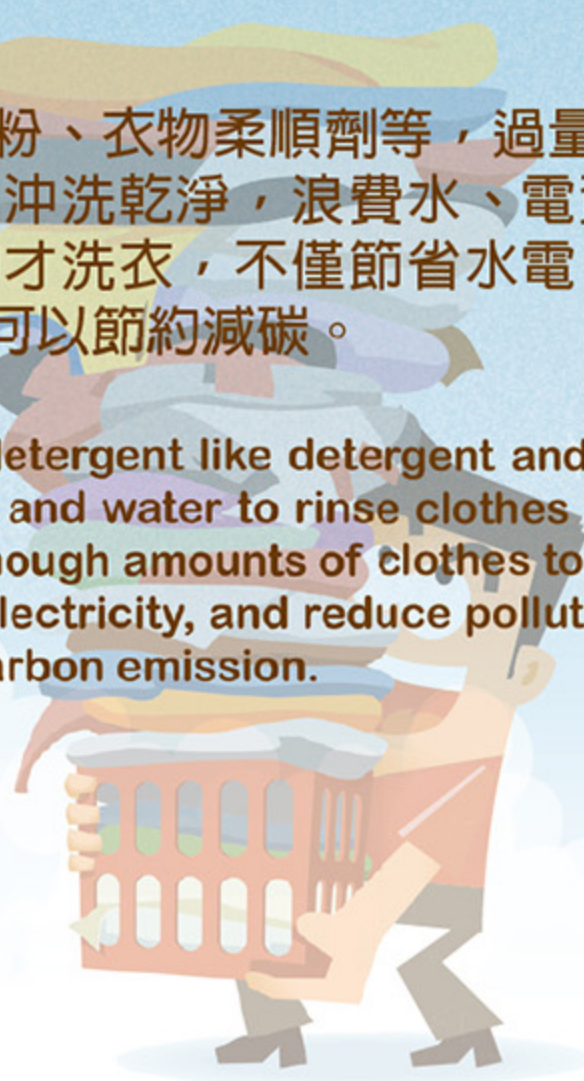 粉、衣物柔順劑等，過量
沖洗乾淨，浪費水、電
才洗衣，不僅節省水電
可以節約減碳。
detergent like detergent and
and water to rinse clothes
nough amounts of clothes to
lectricity, and reduce pollut
arbon emission.